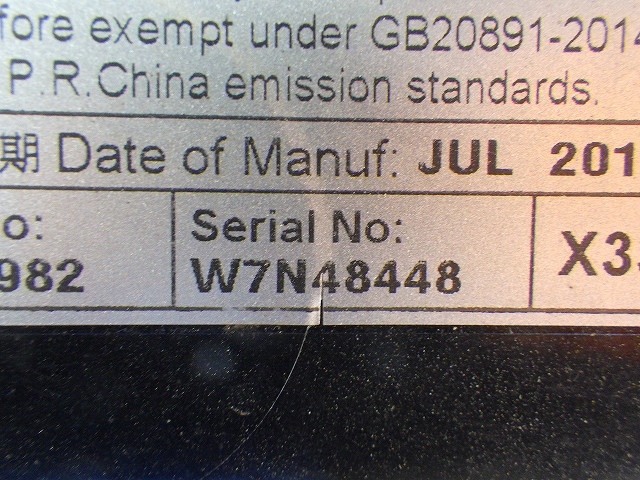 fore exempt under GB20891-2014
P.R.China emission standards.
期 Date of Manuf: JUL 201
o:
982
Serial No:
W7N48448
X3